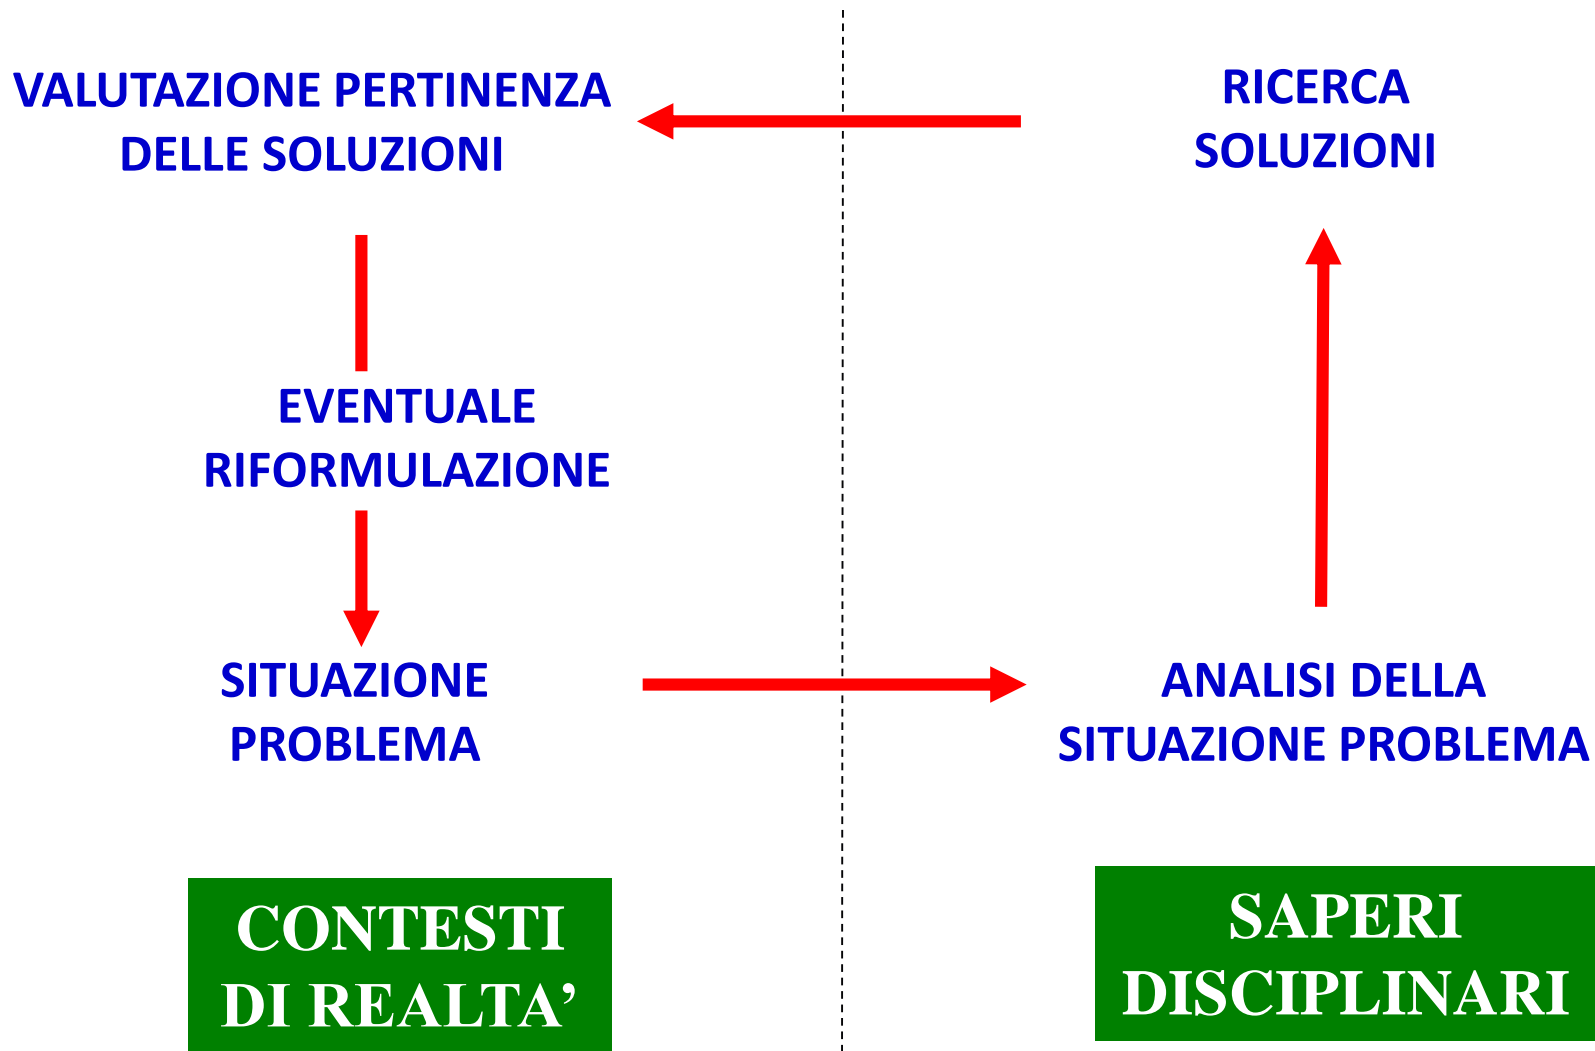 VALUTAZIONE PERTINENZA
DELLE SOLUZIONI
RICERCA
SOLUZIONI
EVENTUALE
RIFORMULAZIONE
SITUAZIONE
PROBLEMA
ANALISI DELLA
SITUAZIONE PROBLEMA
CONTESTI
DI REALTA’
SAPERI
DISCIPLINARI